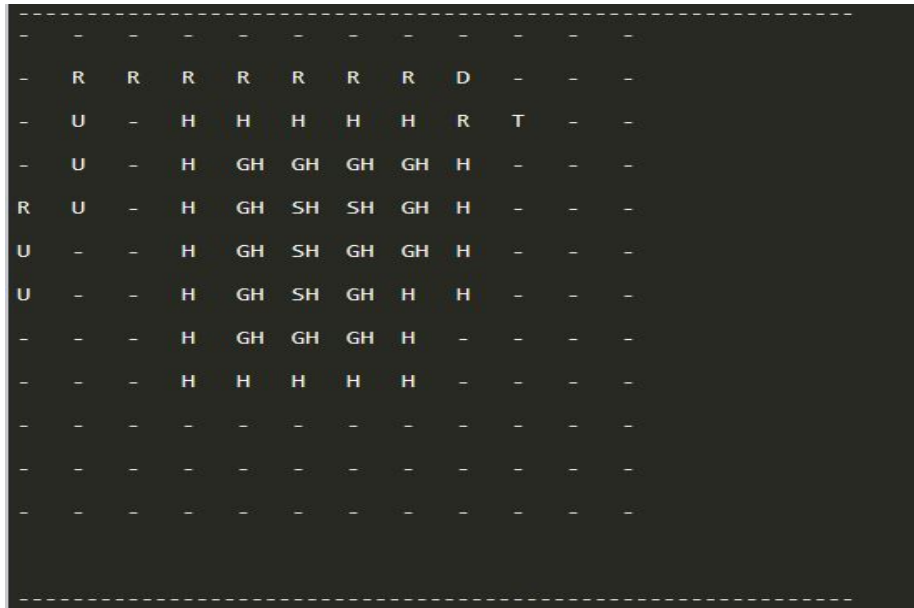 -------------------------------------------------------------
- - - - - - - - - - - -
- R R R R R R R D - - -
- U - H H H H H R T - -
- U - H GH GH GH GH H - - -
R U - H GH SH SH GH H - - -
U - - H GH SH GH GH H - - -
U - - H GH SH GH H H - - -
- - - H GH GH GH H - - - -
- - - H H H H H - - - -
- - - - - - - - - - - -
- - - - - - - - - - - -
- - - - - - - - - - - -
-------------------------------------------------------------